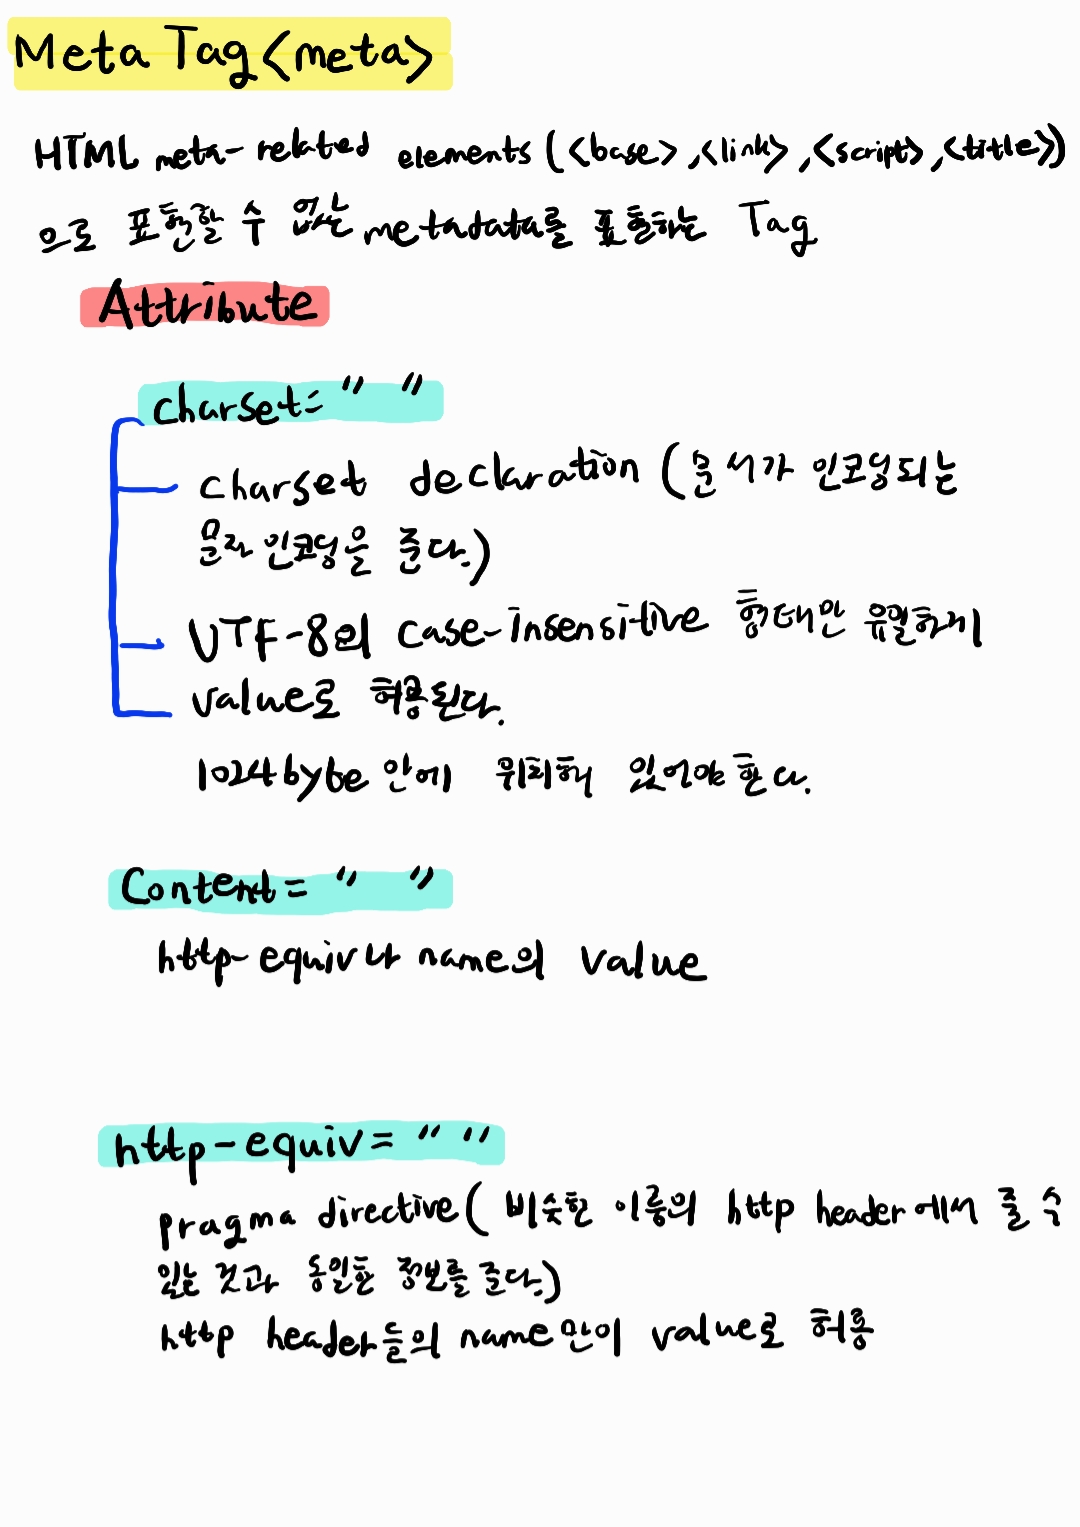 Meta Tag <meta>
HTML meta-related elements (<base>,<link>,<script>,<title>)
으로 표현할 수 없는 metadata를 표출하는 Tag
Attribute
charset=" "
charset declaration (문서가 인코딩되는
문자 인코딩을 준다.)
UTF-8의 case-insensitive 형태만 유일하게
value로 허용된다.
1024byte 안에 위치해 있어야 한다.
Content=" "
http-equiv나 name의 value
http-equiv=" "
pragma directive( 비슷한 이름의 http header에서 줄 수
있는 것과 동일한 정보를 준다.)
http header들의 name만이 value로 허용